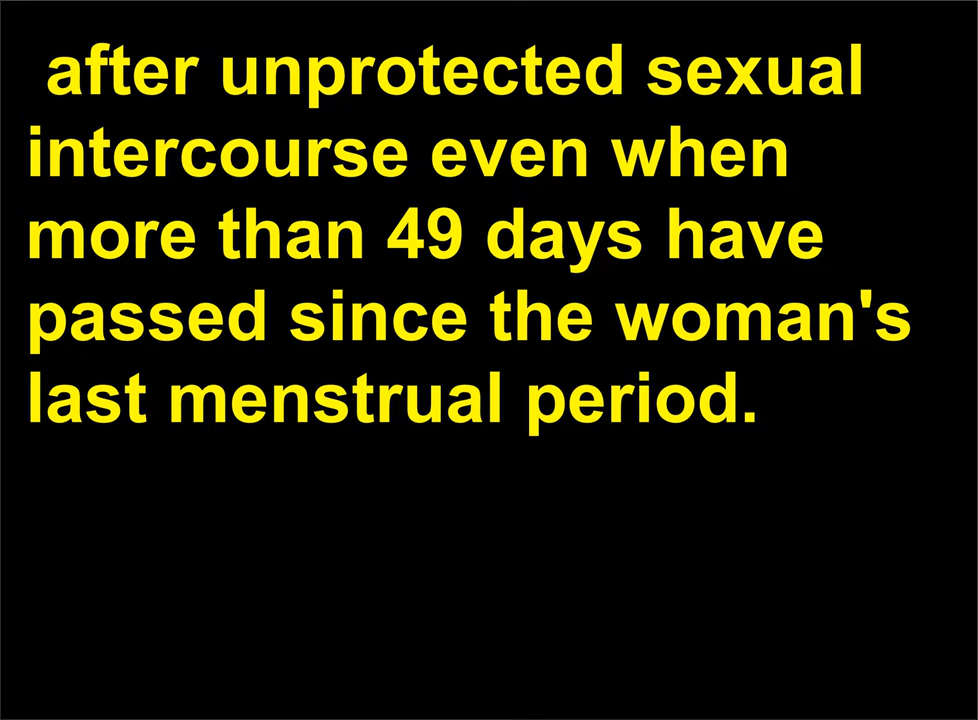 after unprotected sexual
intercourse even when
more than 49 days have
passed since the woman's
last menstrual period.